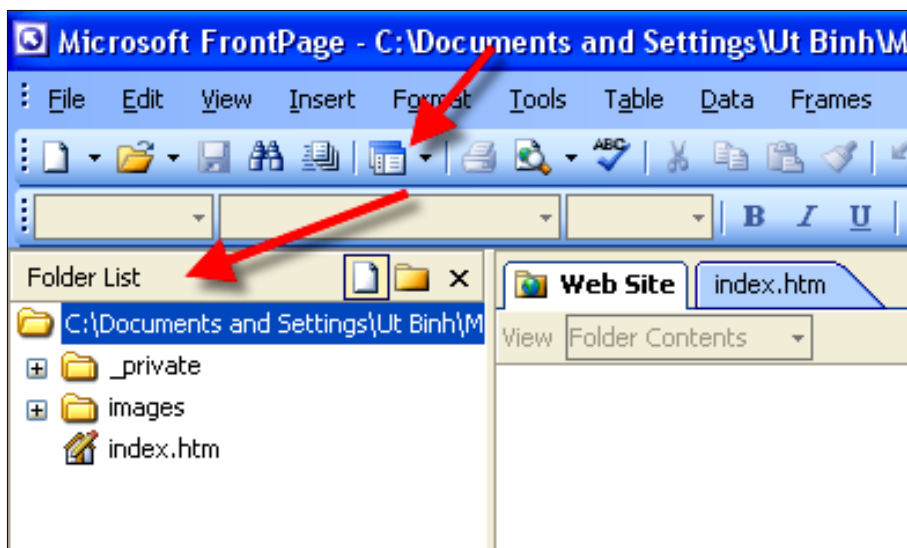 Microsoft FrontPage - C:\Documents and Settings\Ut Binh\M
File Edit View Insert Format Tools Table Data Frames
ABC
B I U
Folder List
Web Site index.htm
C:\Documents and Settings\Ut Binh\M
View Folder Contents
_private
images
index.htm